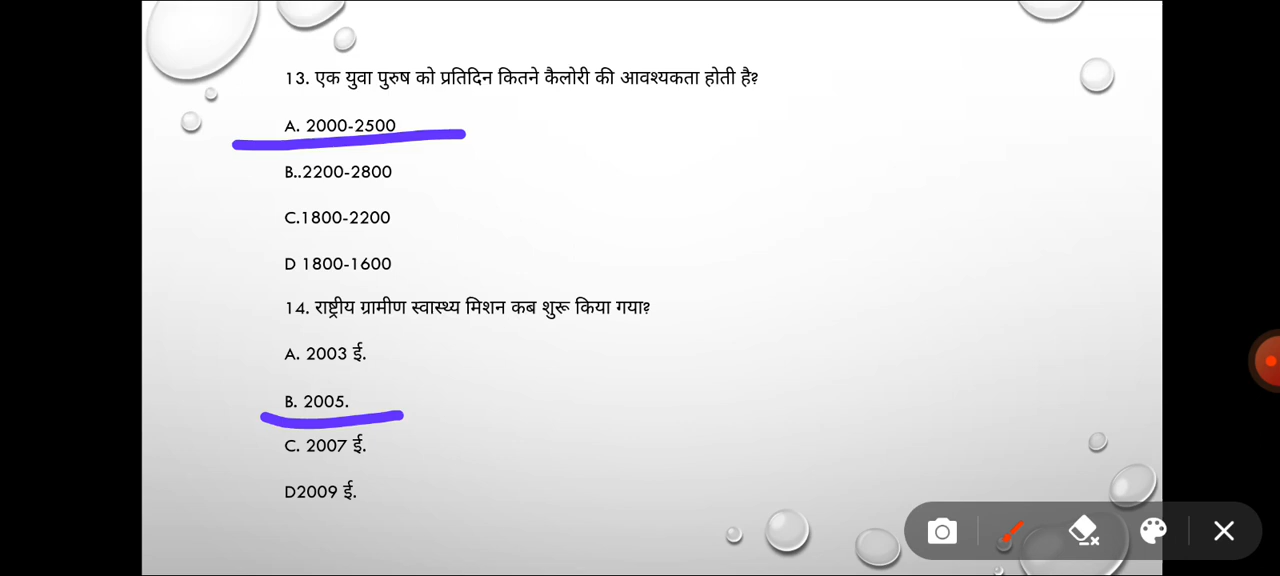 13. एक युवा पुरुष को प्रतिदिन कितने कैलोरी की आवश्यकता होती है?
A. 2000-2500
B..2200-2800
C.1800-2200
D 1800-1600
14. राष्ट्रीय ग्रामीण स्वास्थ्य मिशन कब शुरू किया गया?
A. 2003 ई.
B. 2005.
C. 2007 ई.
D2009 ई.